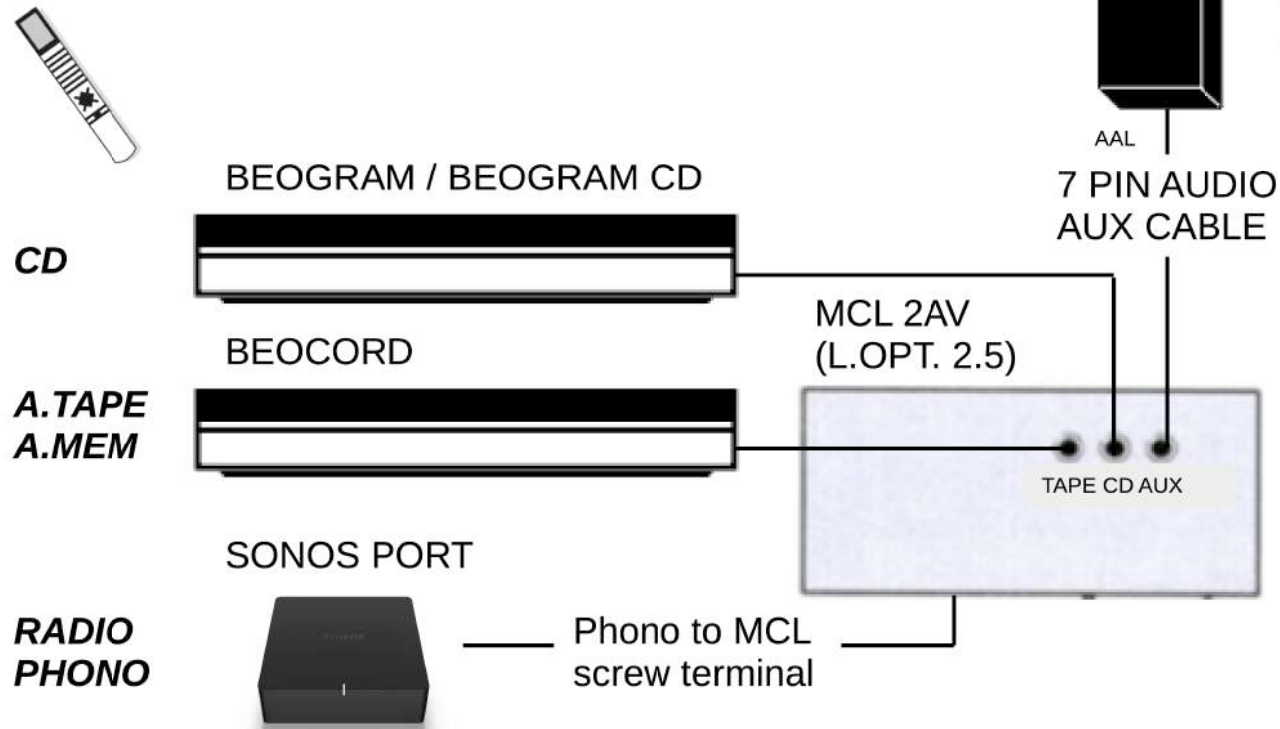 AAL
7 PIN AUDIO
AUX CABLE
BEOGRAM / BEOGRAM CD
CD
MCL 2AV
(L.OPT. 2.5)
BEOCORD
A.TAPE
A.MEM
TAPE CD AUX
SONOS PORT
RADIO
PHONO
Phono to MCL
screw terminal
SONOS